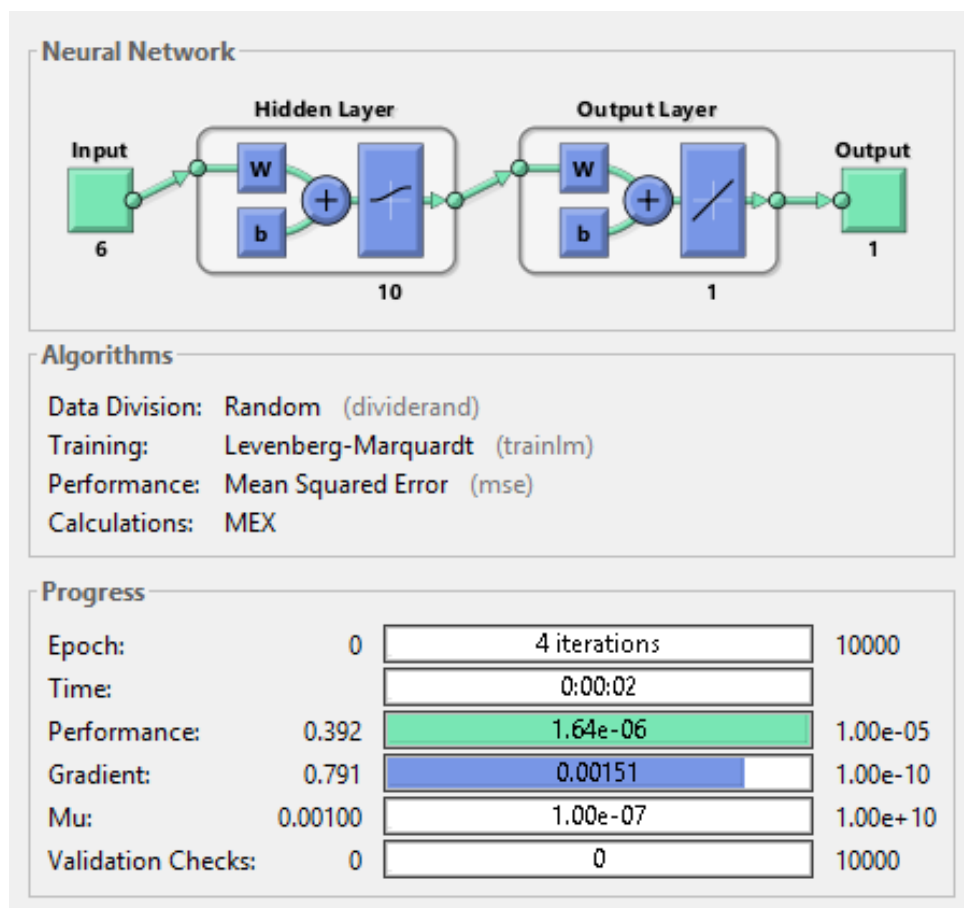 Neural Network
Hidden Layer
Output Layer
Input
Output
W
W
b
b
6
1
10
1
Algorithms
Data Division: Random (dividerand)
Training: Levenberg-Marquardt (trainlm)
Performance: Mean Squared Error (mse)
Calculations: MEX
Progress
Epoch: 0 4 iterations 10000
Time: 0:00:02
Performance: 0.392 1.64e-06 1.00e-05
Gradient: 0.791 0.00151 1.00e-10
Mu: 0.00100 1.00e-07 1.00e+10
Validation Checks: 0 0 10000